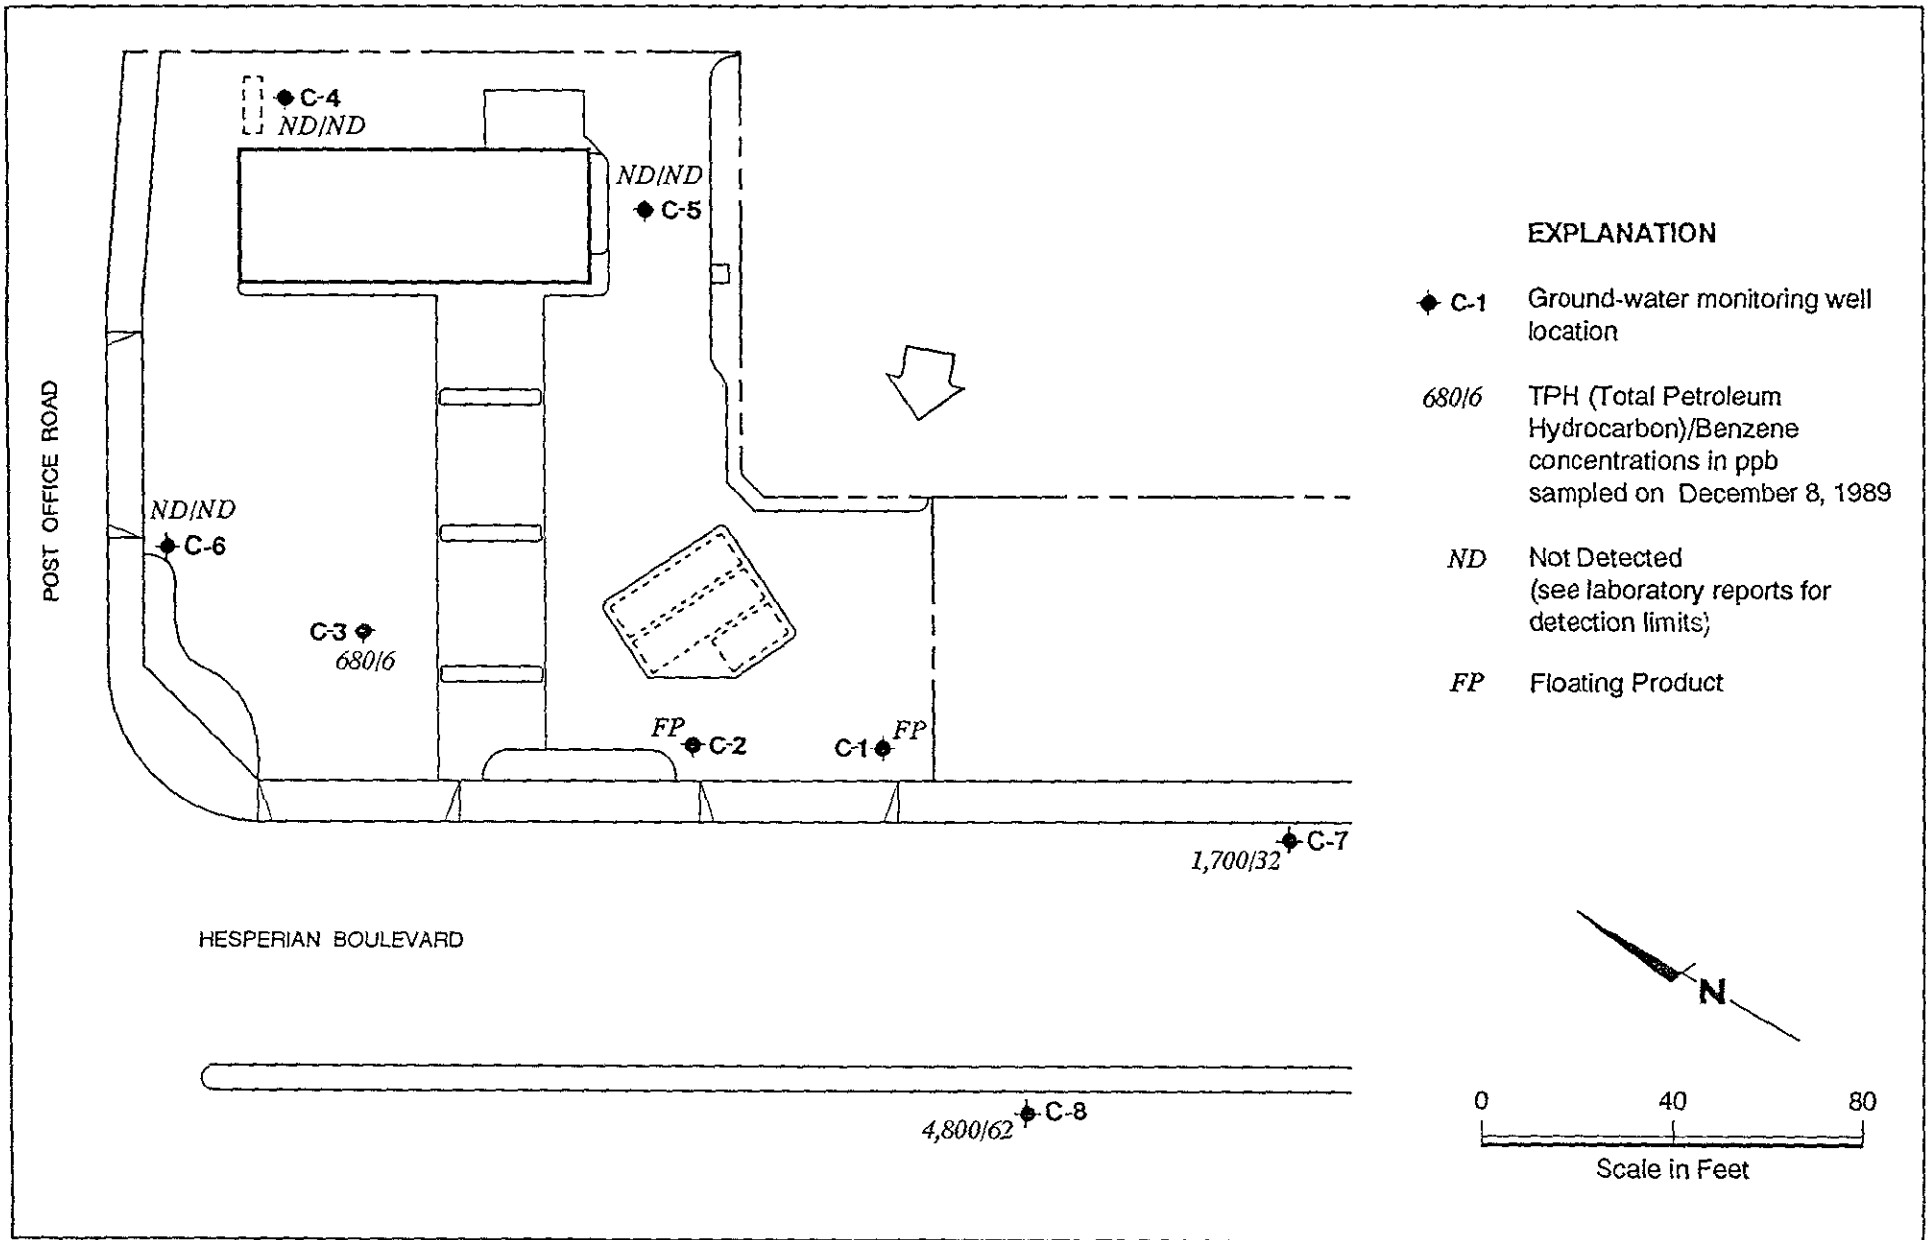 C-4
ND/ND
ND/ND
C-5
POST OFFICE ROAD
ND/ND
C-6
C-3
680/6
FP
C-2
C-1
FP
C-7
1,700/32
HESPERIAN BOULEVARD
C-8
4,800/62
EXPLANATION
C-1 Ground-water monitoring well
location
680/6 TPH (Total Petroleum
Hydrocarbon)/Benzene
concentrations in ppb
sampled on December 8, 1989
ND Not Detected
(see laboratory reports for
detection limits)
FP Floating Product
N
0 40 80
Scale in Feet